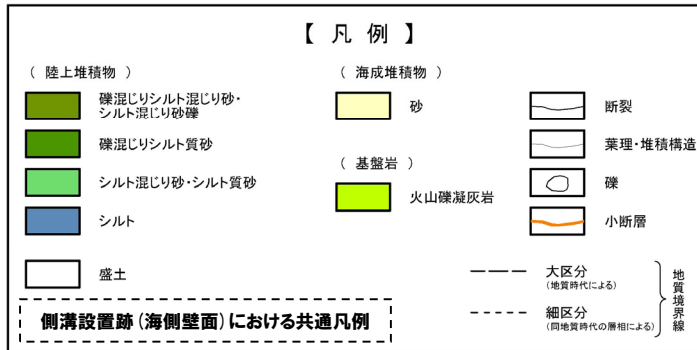 【 凡 例 】
( 陸上堆積物 )
礫混じりシルト混じり砂・
シルト混じり砂礫
礫混じりシルト質砂
シルト混じり砂・シルト質砂
シルト
盛土
( 海成堆積物 )
砂
( 基盤岩 )
火山礫凝灰岩
断裂
葉理・堆積構造
礫
小断層
大区分
(地質時代による)
細区分
(同地質時代の層相による)
地質境界線
側溝設置跡(海側壁面)における共通凡例